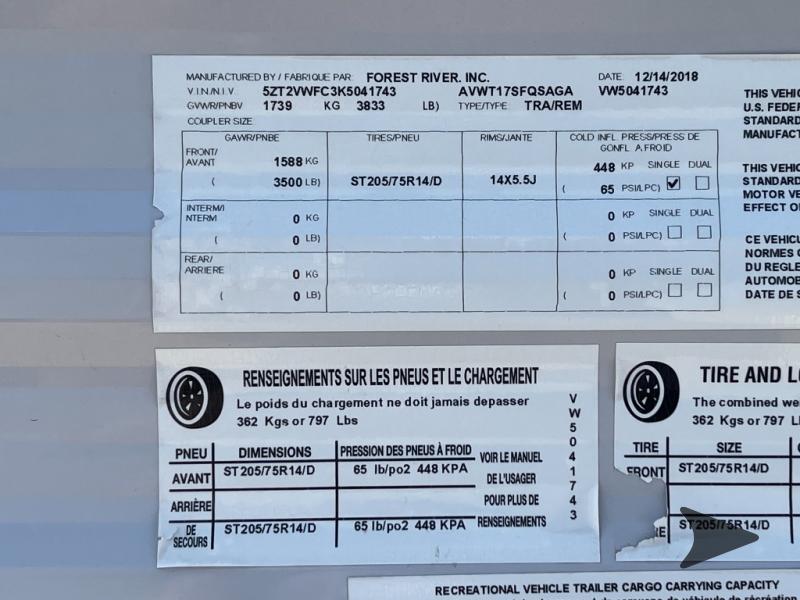 MANUFACTURED BY / FABRIQUE PAR: FOREST RIVER. INC. DATE: 12/14/2018
V.I.N./N.I.V. 5ZT2VWFC3K5041743 AVWT17SFQSAGA VW5041743
GVWR/PNBV 1739 KG 3833 LB) TYPE/TYPE: TRA/REM
COUPLER SIZE:
GAWR/PNBE TIRES/PNEU RIMS/JANTE COLD INFL. PRESS/PRESS DE GONFL. A.FROID
FRONT/
AVANT 1588 KG 448 KP SINGLE DUAL
( 3500 LB) ST205/75R14/D 14X5.5J ( 65 PSI/LPC)
INTERM/I
NTERM 0 KG 0 KP SINGLE DUAL
( 0 LB) ( 0 PSI/LPC)
REAR/
ARRIERE 0 KG 0 KP SINGLE DUAL
( 0 LB) ( 0 PSI/LPC)
THIS VEHIC
U.S. FEDER
STANDARD
MANUFACT
THIS VEHIC
STANDARD
MOTOR VE
EFFECT O
CE VEHICU
NORMES
DU REGLE
AUTOMOB
DATE DE S
RENSEIGNEMENTS SUR LES PNEUS ET LE CHARGEMENT
Le poids du chargement ne doit jamais depasser
362 Kgs or 797 Lbs
PNEU DIMENSIONS PRESSION DES PNEUS À FROID
AVANT ST205/75R14/D 65 lb/po2 448 KPA
ARRIÈRE
DE SECOURS ST205/75R14/D 65 lb/po2 448 KPA
VOIR LE MANUEL
DE L'USAGER
POUR PLUS DE
RENSEIGNEMENTS
VW5041743
TIRE AND LO
The combined we
362 Kgs or 797 L
TIRE SIZE
FRONT ST205/75R14/D
ST205/75R14/D
RECREATIONAL VEHICLE TRAILER CARGO CARRYING CAPACITY